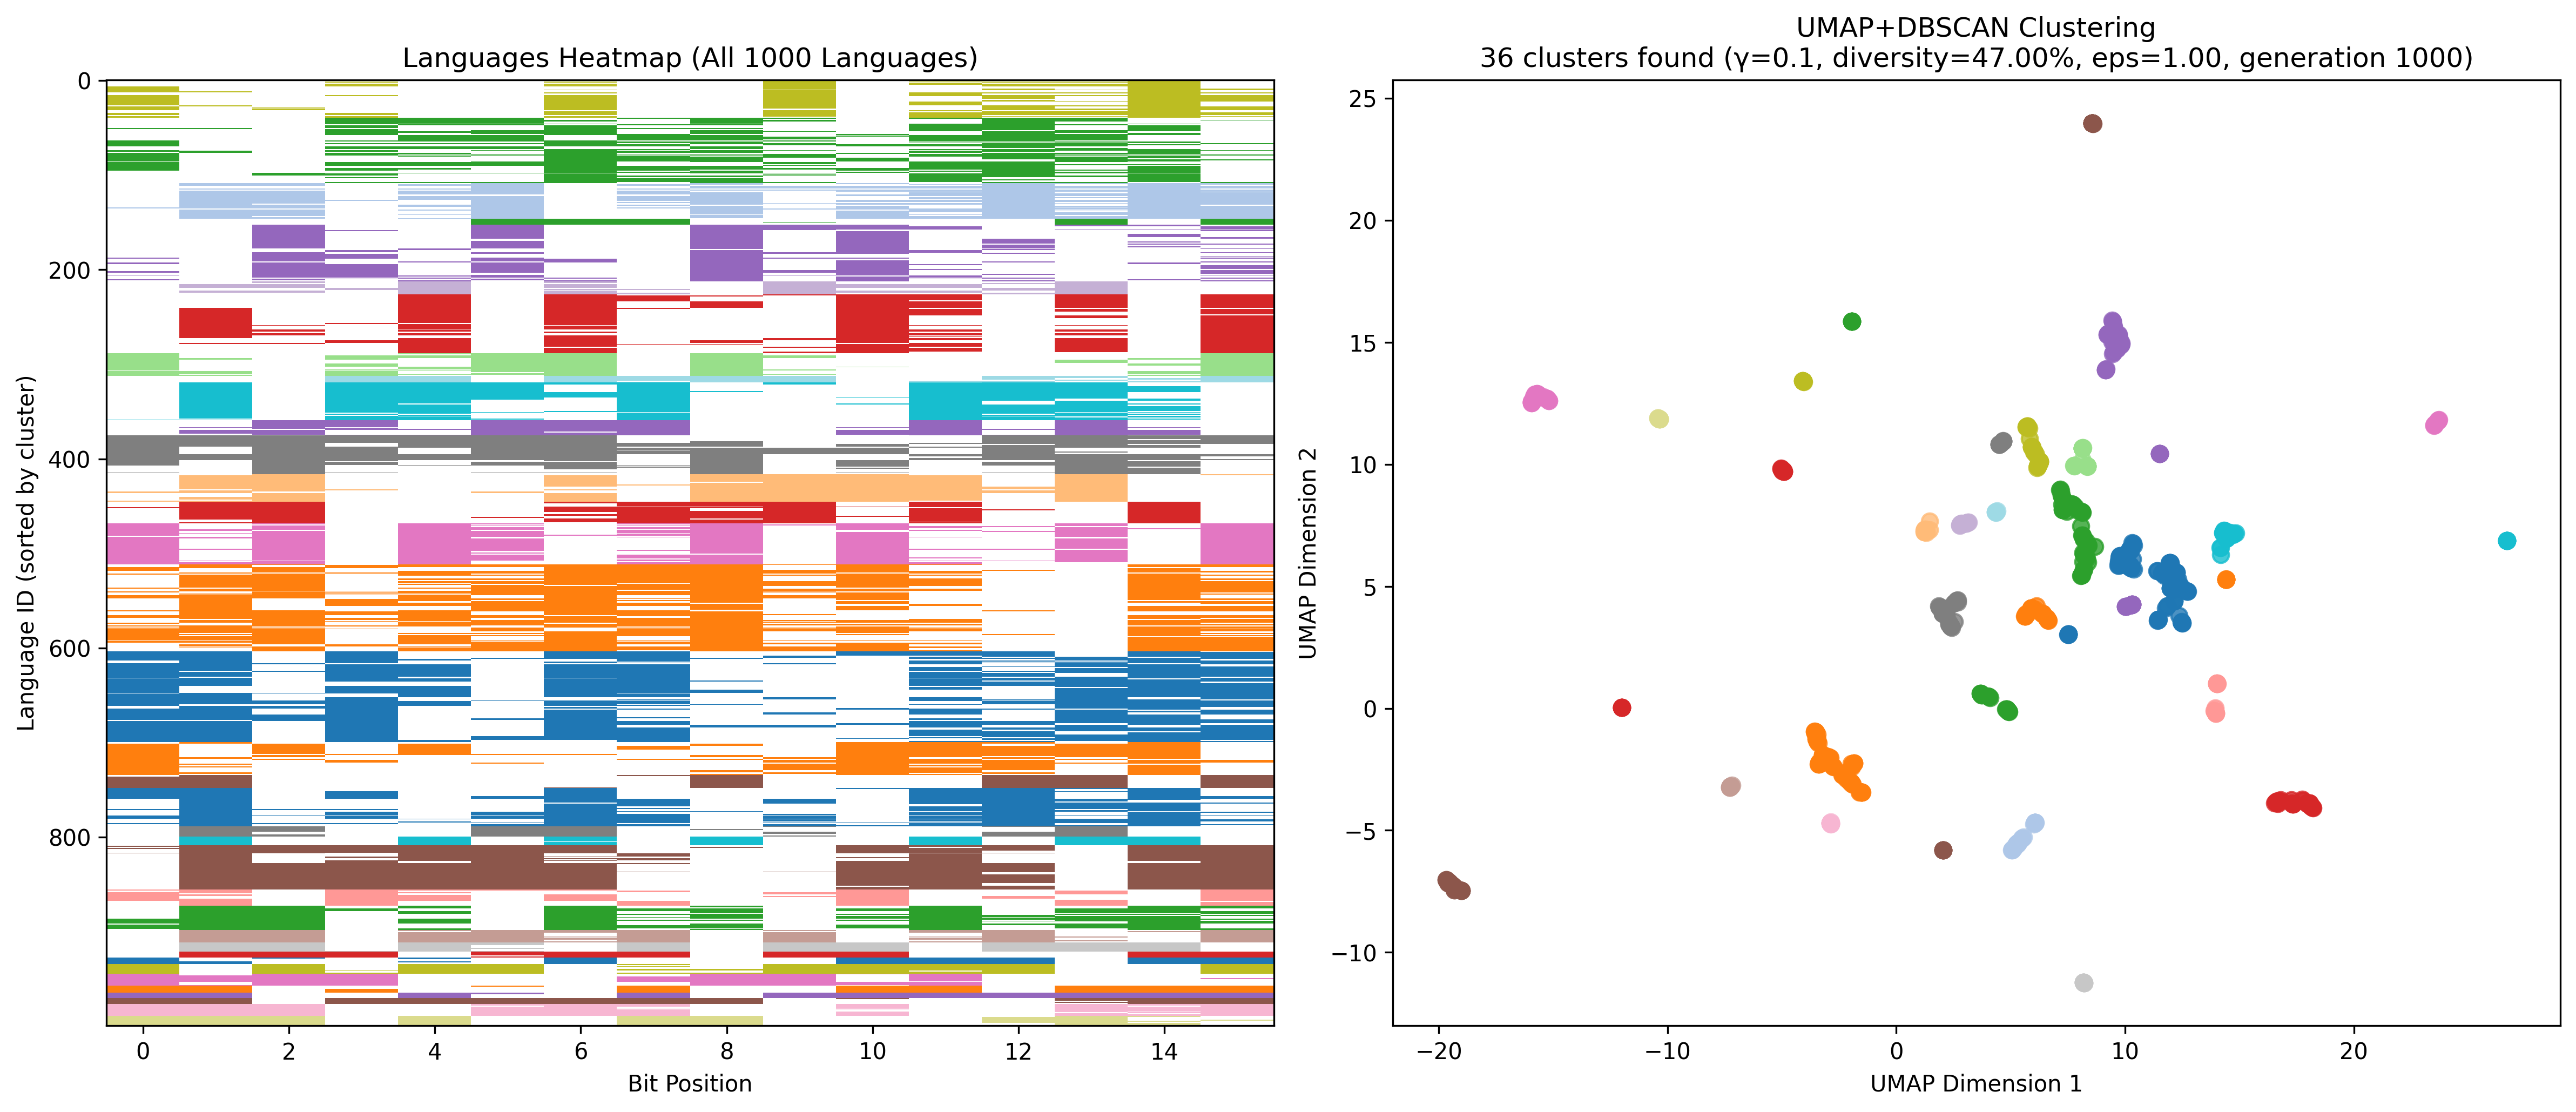 Languages Heatmap (All 1000 Languages)
0
200
400
600
800
Language ID (sorted by cluster)
0 2 4 6 8 10 12 14
Bit Position
UMAP+DBSCAN Clustering
36 clusters found (γ=0.1, diversity=47.00%, eps=1.00, generation 1000)
25
20
15
10
5
0
−5
−10
UMAP Dimension 2
−20 −10 0 10 20
UMAP Dimension 1